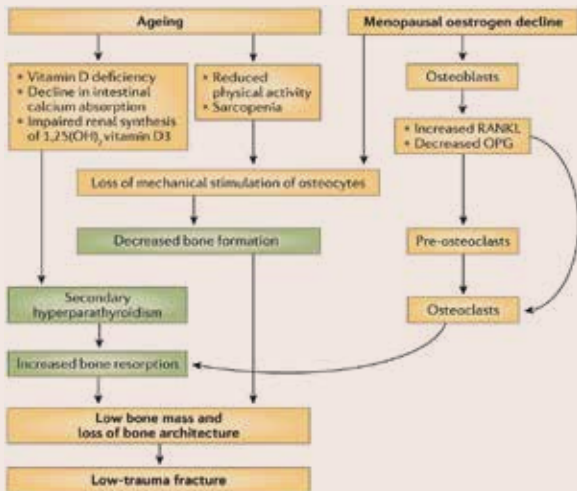 Ageing
Menopausal oestrogen decline
• Vitamin D deficiency
• Decline in intestinal
calcium absorption
• Impaired renal synthesis
of 1,25(OH)₂ vitamin D3
• Reduced
physical activity
• Sarcopenia
Osteoblasts
• Increased RANKL
• Decreased OPG
Loss of mechanical stimulation of osteocytes
Decreased bone formation
Pre-osteoclasts
Secondary
hyperparathyroidism
Osteoclasts
Increased bone resorption
Low bone mass and
loss of bone architecture
Low-trauma fracture